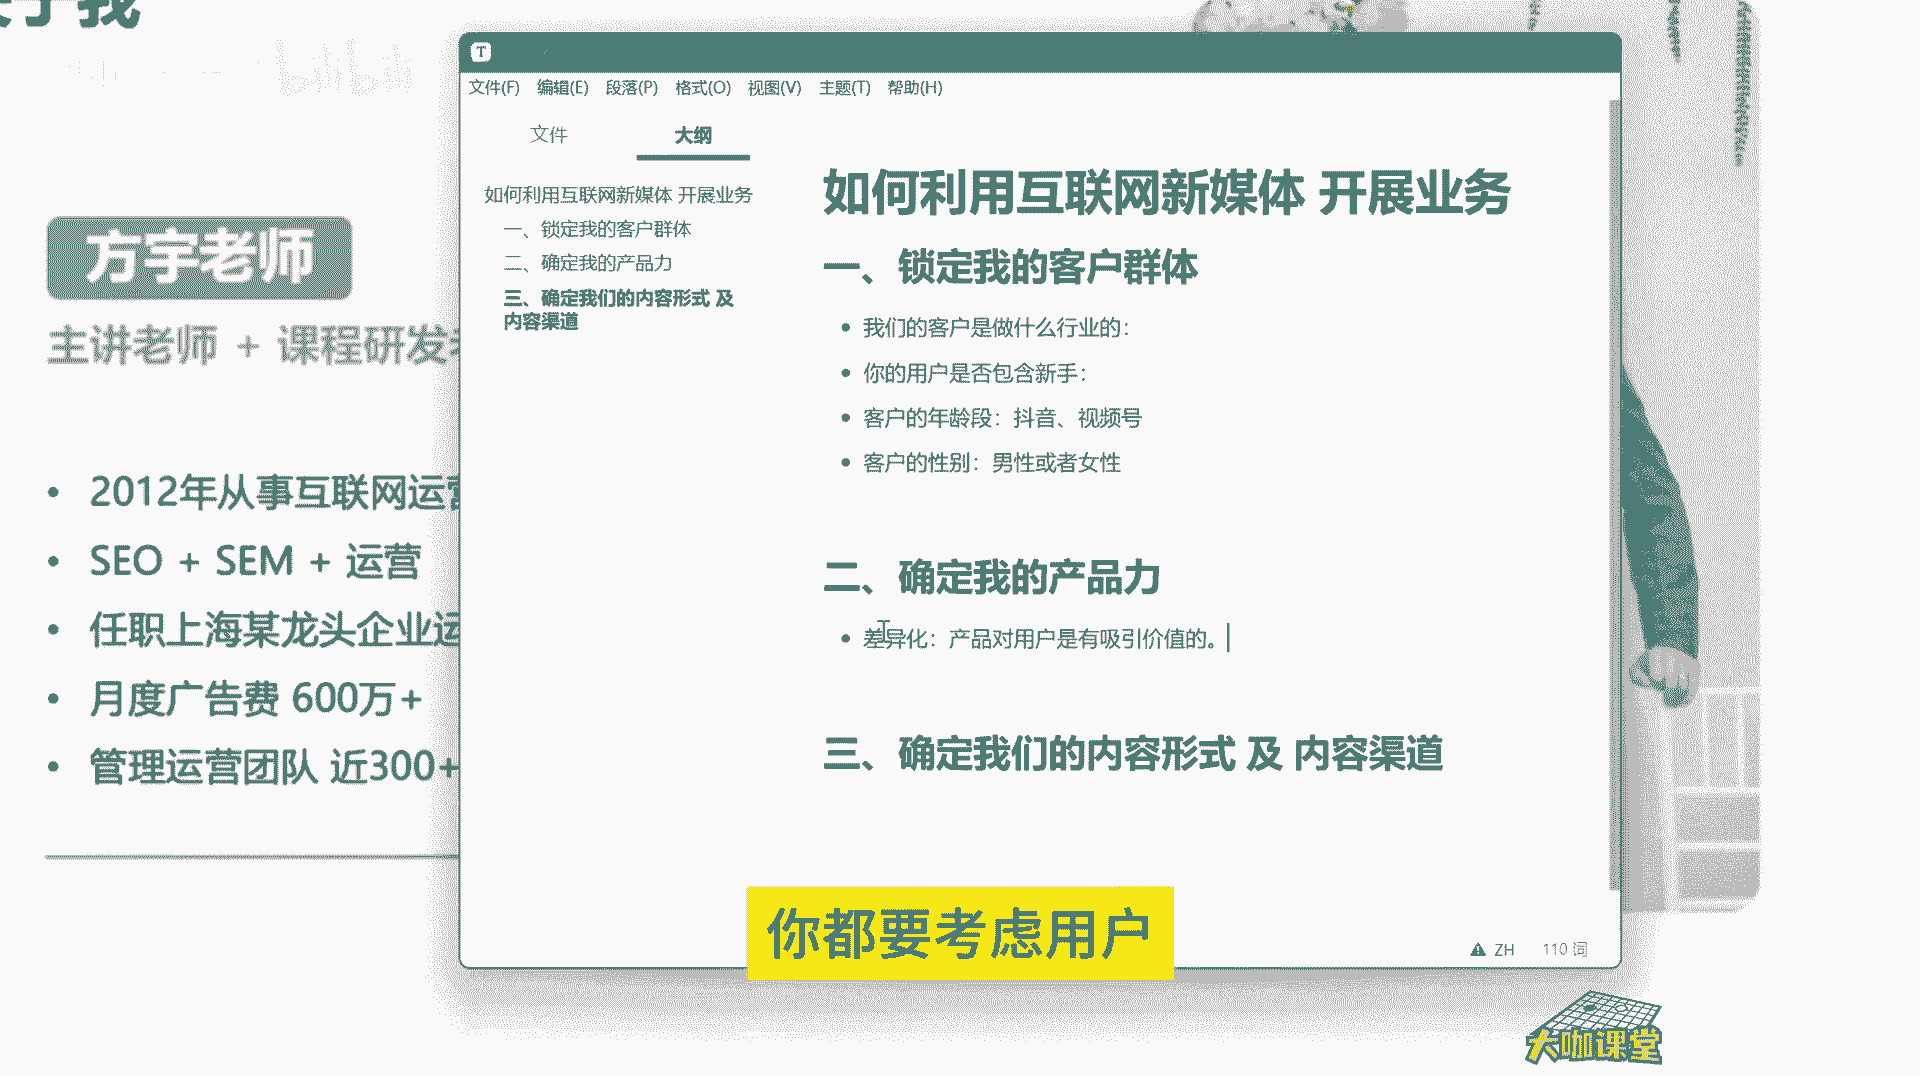 于我
bilibili
方宇老师
主讲老师 + 课程研发
2012年从事互联网运营
SEO + SEM + 运营
任职上海某龙头企业运
月度广告费 600万+
管理运营团队 近300+
T
文件(F) 编辑(E) 段落(P) 格式(O) 视图(V) 主题(T) 帮助(H)
文件 大纲
如何利用互联网新媒体 开展业务
一、锁定我的客户群体
二、确定我的产品力
三、确定我们的内容形式 及
内容渠道
如何利用互联网新媒体 开展业务
一、锁定我的客户群体
我们的客户是做什么行业的:
你的用户是否包含新手:
客户的年龄段: 抖音、视频号
客户的性别: 男性或者女性
二、确定我的产品力
差异化: 产品对用户是有吸引价值的。
三、确定我们的内容形式 及 内容渠道
你都要考虑用户
ZH 110 词
大咖课堂